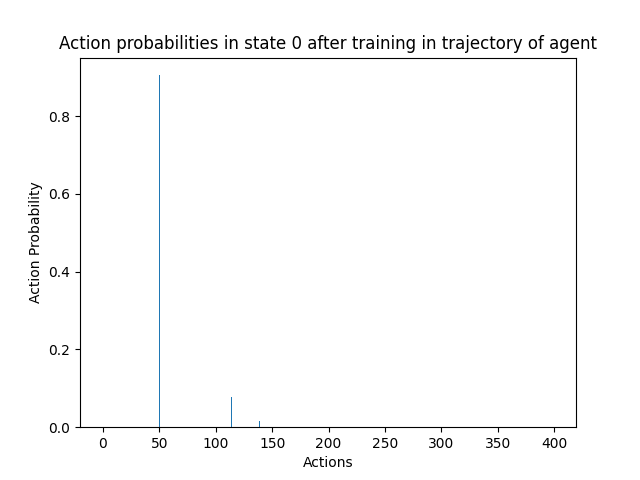 Action probabilities in state 0 after training in trajectory of agent
Action Probability
0.8
0.6
0.4
0.2
0.0
0 50 100 150 200 250 300 350 400
Actions